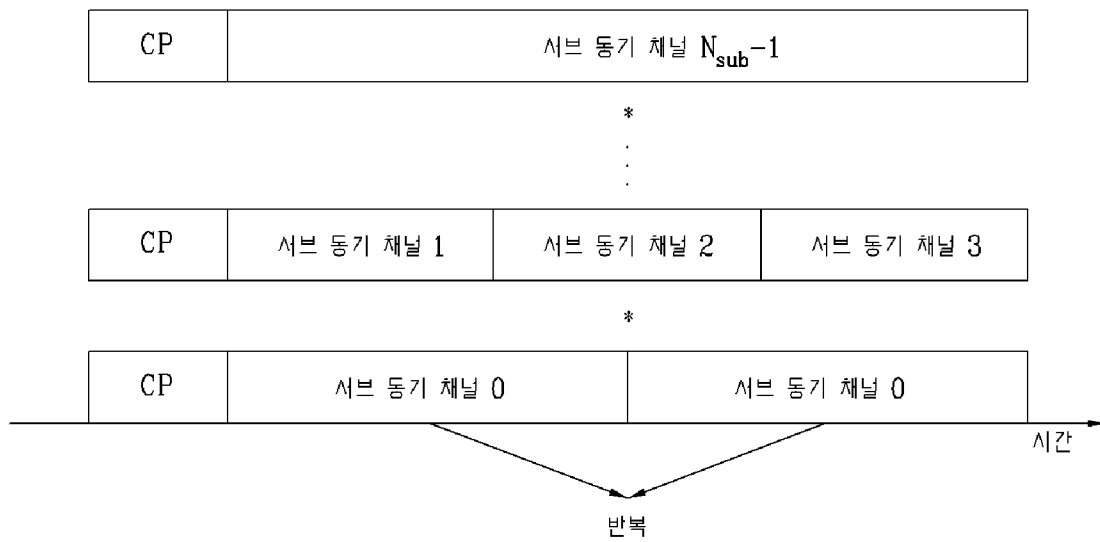 CP 서브 동기 채널 N_sub-1
*
CP 서브 동기 채널 1 서브 동기 채널 2 서브 동기 채널 3
*
CP 서브 동기 채널 0 서브 동기 채널 0
시간
반복